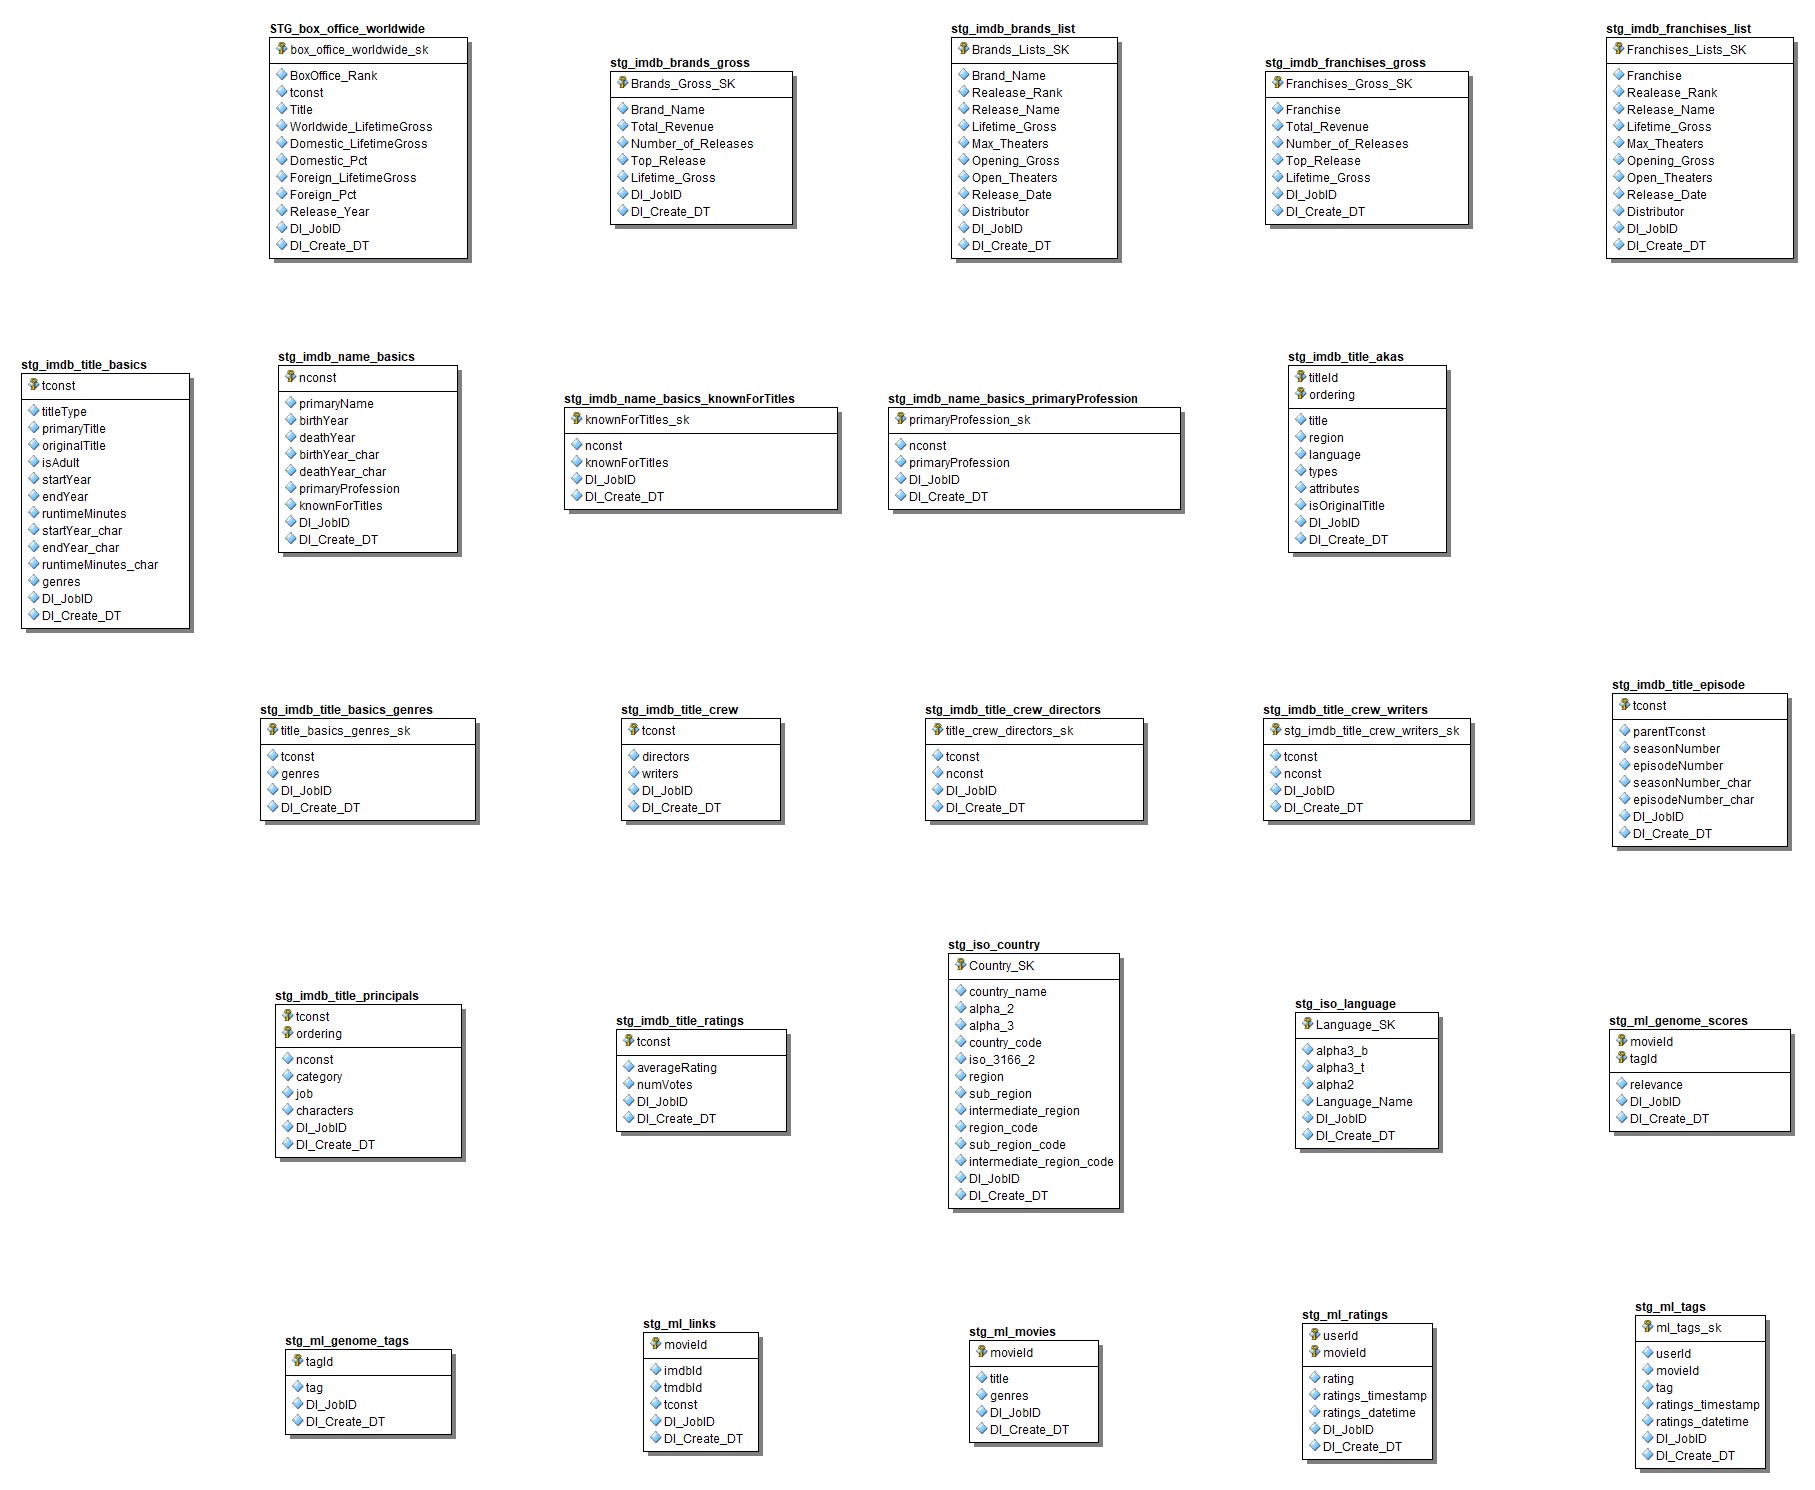 STG_box_office_worldwide
box_office_worldwide_sk
BoxOffice_Rank
tconst
Title
Worldwide_LifetimeGross
Domestic_LifetimeGross
Domestic_Pct
Foreign_LifetimeGross
Foreign_Pct
Release_Year
DI_JobID
DI_Create_DT
stg_imdb_brands_gross
Brands_Gross_SK
Brand_Name
Total_Revenue
Number_of_Releases
Top_Release
Lifetime_Gross
DI_JobID
DI_Create_DT
stg_imdb_brands_list
Brands_Lists_SK
Brand_Name
Realease_Rank
Release_Name
Lifetime_Gross
Max_Theaters
Opening_Gross
Open_Theaters
Release_Date
Distributor
DI_JobID
DI_Create_DT
stg_imdb_franchises_gross
Franchises_Gross_SK
Franchise
Total_Revenue
Number_of_Releases
Top_Release
Lifetime_Gross
DI_JobID
DI_Create_DT
stg_imdb_franchises_list
Franchises_Lists_SK
Franchise
Realease_Rank
Release_Name
Lifetime_Gross
Max_Theaters
Opening_Gross
Open_Theaters
Release_Date
Distributor
DI_JobID
DI_Create_DT
stg_imdb_title_basics
tconst
titleType
primaryTitle
originalTitle
isAdult
startYear
endYear
runtimeMinutes
startYear_char
endYear_char
runtimeMinutes_char
genres
DI_JobID
DI_Create_DT
stg_imdb_name_basics
nconst
primaryName
birthYear
deathYear
birthYear_char
deathYear_char
primaryProfession
knownForTitles
DI_JobID
DI_Create_DT
stg_imdb_name_basics_knownForTitles
knownForTitles_sk
nconst
knownForTitles
DI_JobID
DI_Create_DT
stg_imdb_name_basics_primaryProfession
primaryProfession_sk
nconst
primaryProfession
DI_JobID
DI_Create_DT
stg_imdb_title_akas
titleId
ordering
title
region
language
types
attributes
isOriginalTitle
DI_JobID
DI_Create_DT
stg_imdb_title_basics_genres
title_basics_genres_sk
tconst
genres
DI_JobID
DI_Create_DT
stg_imdb_title_crew
tconst
directors
writers
DI_JobID
DI_Create_DT
stg_imdb_title_crew_directors
title_crew_directors_sk
tconst
nconst
DI_JobID
DI_Create_DT
stg_imdb_title_crew_writers
stg_imdb_title_crew_writers_sk
tconst
nconst
DI_JobID
DI_Create_DT
stg_imdb_title_episode
tconst
parentTconst
seasonNumber
episodeNumber
seasonNumber_char
episodeNumber_char
DI_JobID
DI_Create_DT
stg_imdb_title_principals
tconst
ordering
nconst
category
job
characters
DI_JobID
DI_Create_DT
stg_imdb_title_ratings
tconst
averageRating
numVotes
DI_JobID
DI_Create_DT
stg_iso_country
Country_SK
country_name
alpha_2
alpha_3
country_code
iso_3166_2
region
sub_region
intermediate_region
region_code
sub_region_code
intermediate_region_code
DI_JobID
DI_Create_DT
stg_iso_language
Language_SK
alpha3_b
alpha3_t
alpha2
Language_Name
DI_JobID
DI_Create_DT
stg_ml_genome_scores
movieId
tagId
relevance
DI_JobID
DI_Create_DT
stg_ml_genome_tags
tagId
tag
DI_JobID
DI_Create_DT
stg_ml_links
movieId
imdbId
tmdbId
tconst
DI_JobID
DI_Create_DT
stg_ml_movies
movieId
title
genres
DI_JobID
DI_Create_DT
stg_ml_ratings
userId
movieId
rating
ratings_timestamp
ratings_datetime
DI_JobID
DI_Create_DT
stg_ml_tags
ml_tags_sk
userId
movieId
tag
ratings_timestamp
ratings_datetime
DI_JobID
DI_Create_DT